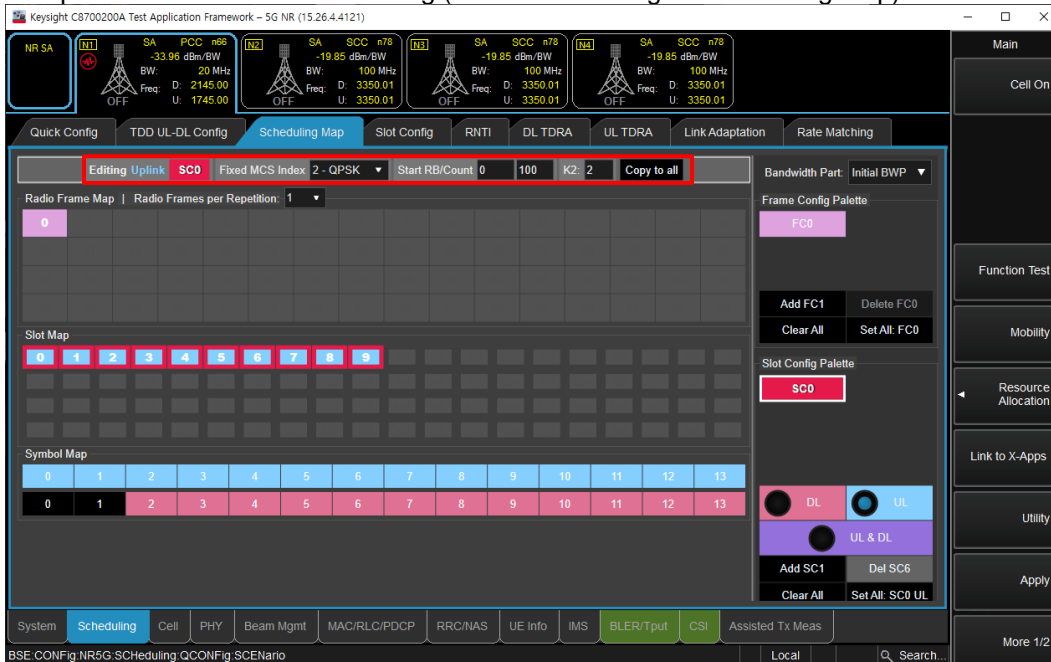 Keysight C8700200A Test Application Framework – 5G NR (15.26.4.4121)
NR SA
N1 SA PCC n66
-33.96 dBm/BW
BW: 20 MHz
Freq: D: 2145.00
U: 1745.00
OFF
N2 SA SCC n78
-19.85 dBm/BW
BW: 100 MHz
Freq: D: 3350.01
U: 3350.01
OFF
N3 SA SCC n78
-19.85 dBm/BW
BW: 100 MHz
Freq: D: 3350.01
U: 3350.01
OFF
N4 SA SCC n78
-19.85 dBm/BW
BW: 100 MHz
Freq: D: 3350.01
U: 3350.01
OFF
Main
Cell On
Quick Config TDD UL-DL Config Scheduling Map Slot Config RNTI DL TDRA UL TDRA Link Adaptation Rate Matching
Editing Uplink SC0 Fixed MCS Index 2 - QPSK Start RB/Count 0 100 K2: 2 Copy to all
Bandwidth Part: Initial BWP
Radio Frame Map | Radio Frames per Repetition: 1
0
Frame Config Palette
FC0
Add FC1 Delete FC0
Clear All Set All: FC0
Slot Map
0 1 2 3 4 5 6 7 8 9
Slot Config Palette
SC0
Symbol Map
0 1 2 3 4 5 6 7 8 9 10 11 12 13
0 1 2 3 4 5 6 7 8 9 10 11 12 13
DL UL
UL & DL
Add SC1 Del SC6
Clear All Set All: SC0 UL
Function Test
Mobility
Resource
Allocation
Link to X-Apps
Utility
Apply
More 1/2
System Scheduling Cell PHY Beam Mgmt MAC/RLC/PDCP RRC/NAS UE Info IMS BLER/Tput CSI Assisted Tx Meas
BSE:CONFig:NR5G:SCHeduling:QCONFig:SCENario Local Search...